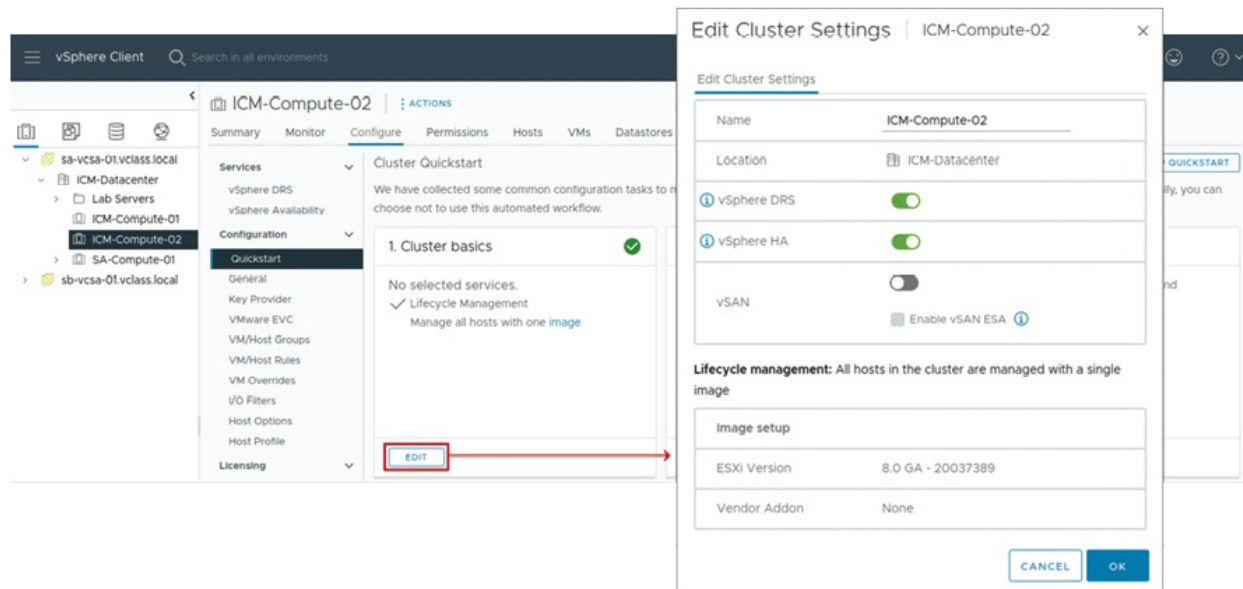 vSphere Client
Search in all environments
sa-vcsa-01.vclass.local
ICM-Datacenter
Lab Servers
ICM-Compute-01
ICM-Compute-02
SA-Compute-01
sb-vcsa-01.vclass.local
ICM-Compute-02
ACTIONS
Summary Monitor Configure Permissions Hosts VMs Datastores
Services
vSphere DRS
vSphere Availability
Configuration
Quickstart
General
Key Provider
VMware EVC
VM/Host Groups
VM/Host Rules
VM Overrides
I/O Filters
Host Options
Host Profile
Licensing
Cluster Quickstart
QUICKSTART
We have collected some common configuration tasks to
choose not to use this automated workflow.
you can
1. Cluster basics
No selected services.
Lifecycle Management
Manage all hosts with one image
EDIT
Edit Cluster Settings ICM-Compute-02
Edit Cluster Settings
Name ICM-Compute-02
Location ICM-Datacenter
vSphere DRS
vSphere HA
vSAN
Enable vSAN ESA
Lifecycle management: All hosts in the cluster are managed with a single
image
Image setup
ESXi Version 8.0 GA - 20037389
Vendor Addon None
CANCEL OK